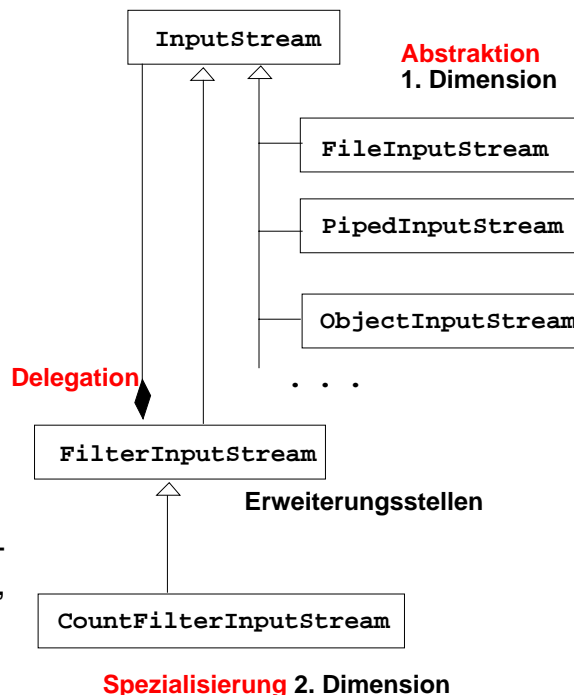 InputStream
Abstraktion
1. Dimension
FileInputStream
PipedInputStream
ObjectInputStream
Delegation
. . .
FilterInputStream
Erweiterungsstellen
-
,
CountFilterInputStream
Spezialisierung 2. Dimension